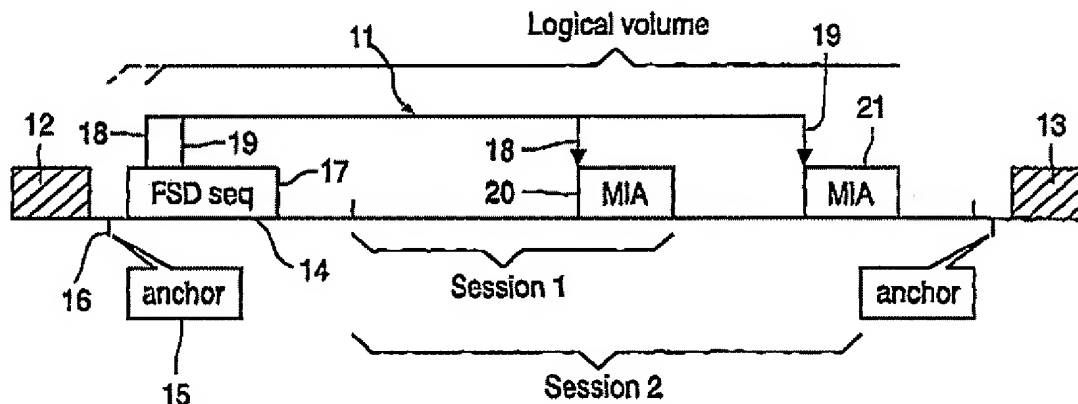 Logical volume
11
19
12
18
19
17
18
21
13
FSD seq
20
MIA
MIA
16
14
Session 1
anchor
anchor
15
Session 2